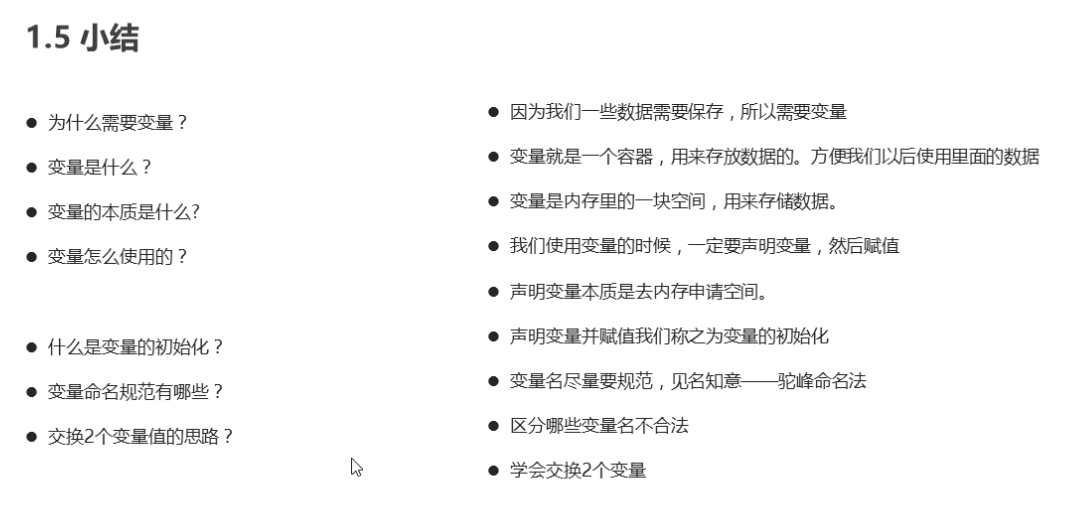 1.5 小结
● 为什么需要变量？
● 变量是什么？
● 变量的本质是什么?
● 变量怎么使用的？
● 什么是变量的初始化？
● 变量命名规范有哪些？
● 交换2个变量值的思路？
● 因为我们一些数据需要保存，所以需要变量
● 变量就是一个容器，用来存放数据的。方便我们以后使用里面的数据
● 变量是内存里的一块空间，用来存储数据。
● 我们使用变量的时候，一定要声明变量，然后赋值
● 声明变量本质是去内存申请空间。
● 声明变量并赋值我们称之为变量的初始化
● 变量名尽量要规范，见名知意——驼峰命名法
● 区分哪些变量名不合法
● 学会交换2个变量